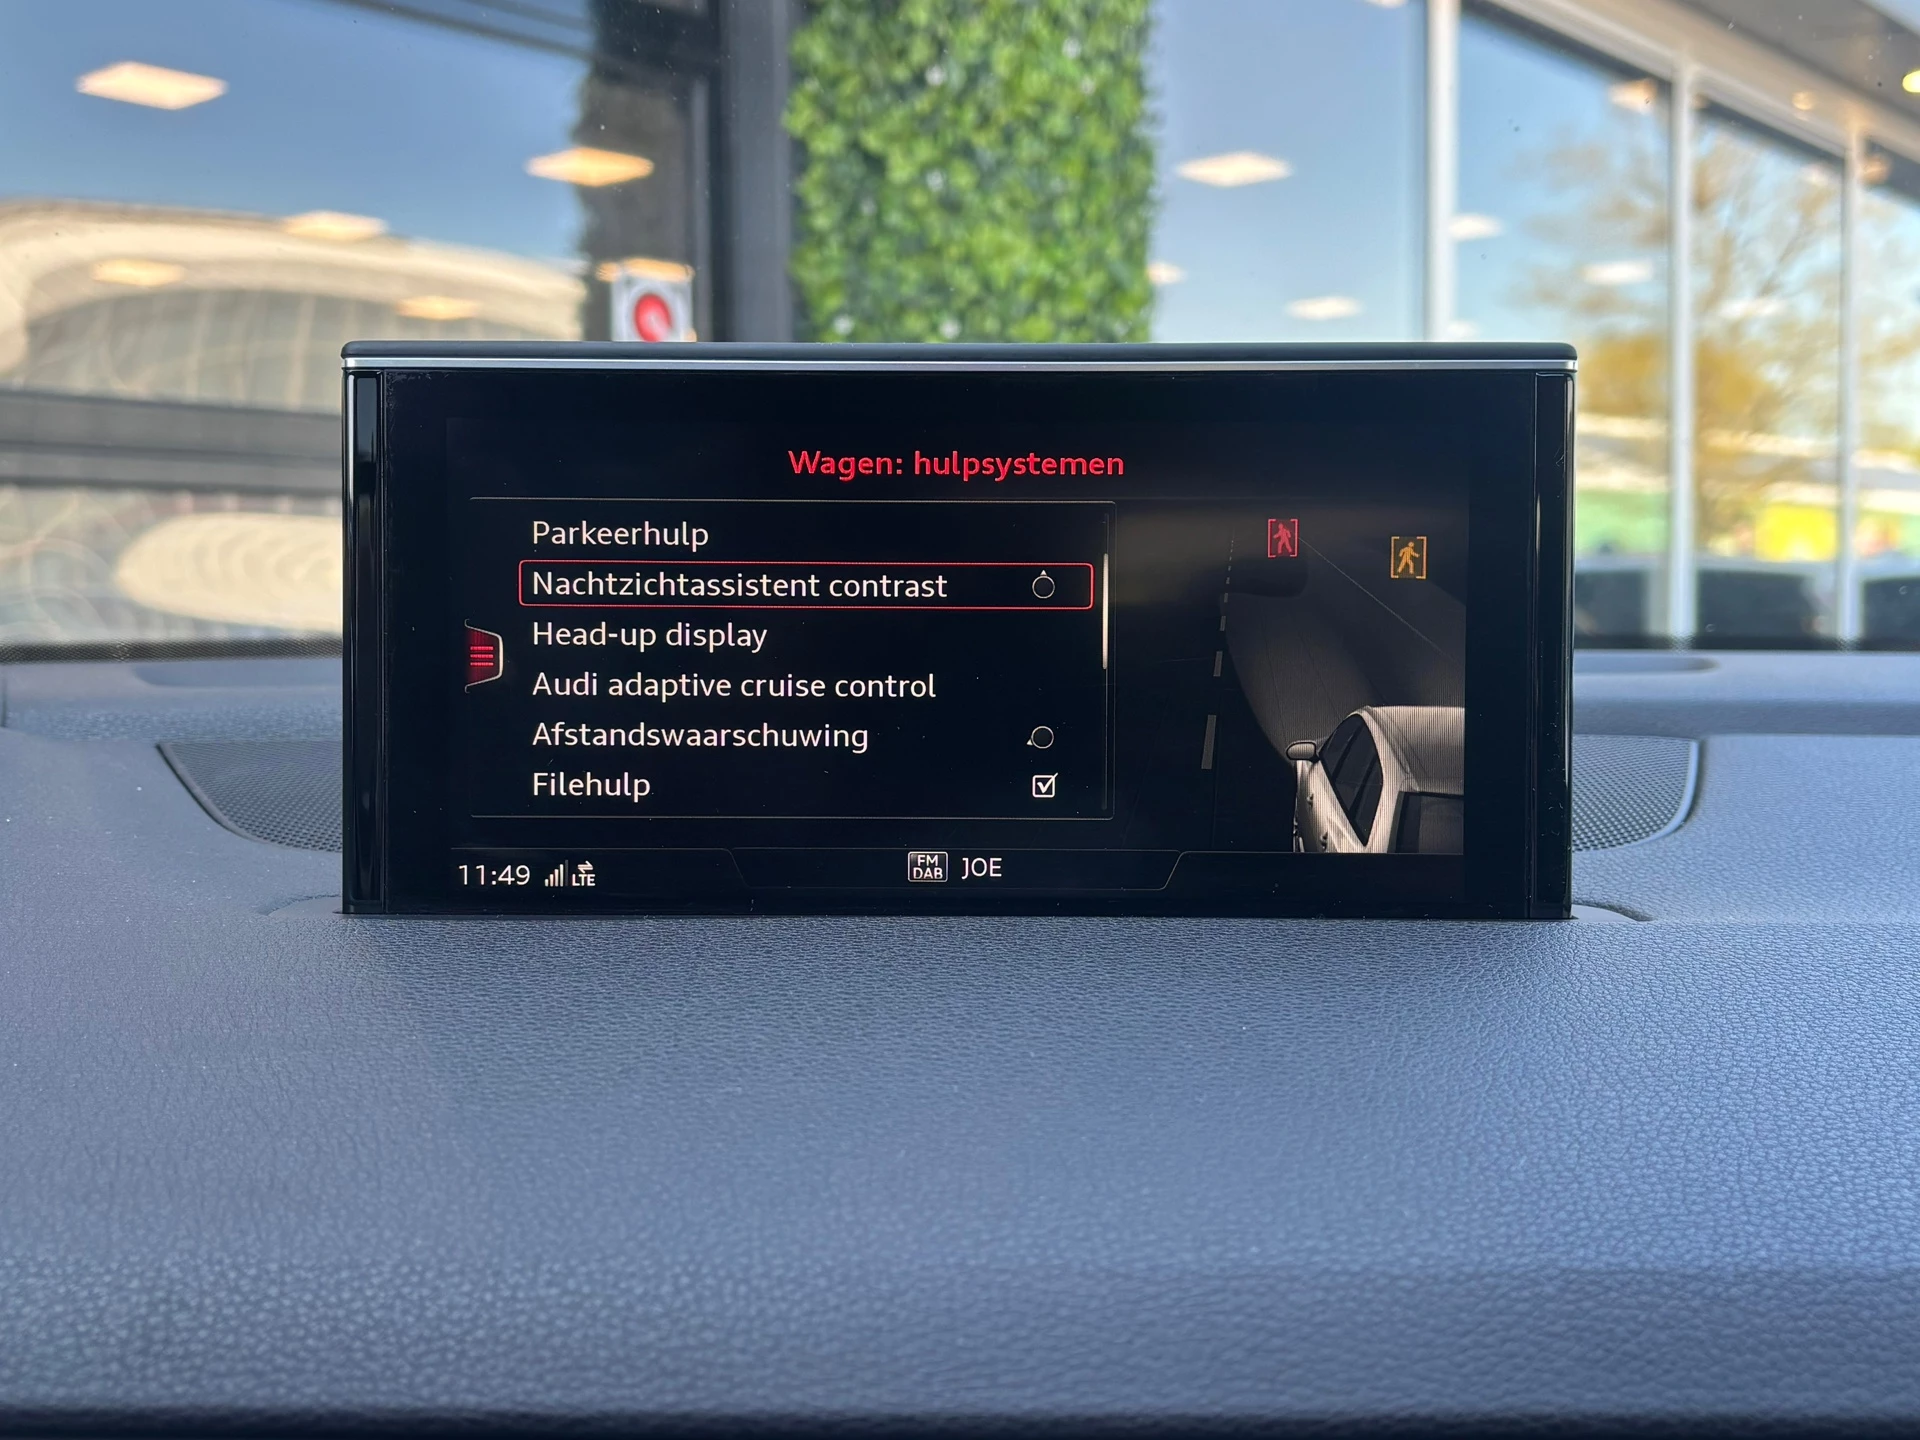 Wagen: hulpsystemen
Parkeerhulp
Nachtzichtassistent contrast
Head-up display
Audi adaptive cruise control
Afstandswaarschuwing
Filehulp
11:49 LTE
FM
DAB
JOE